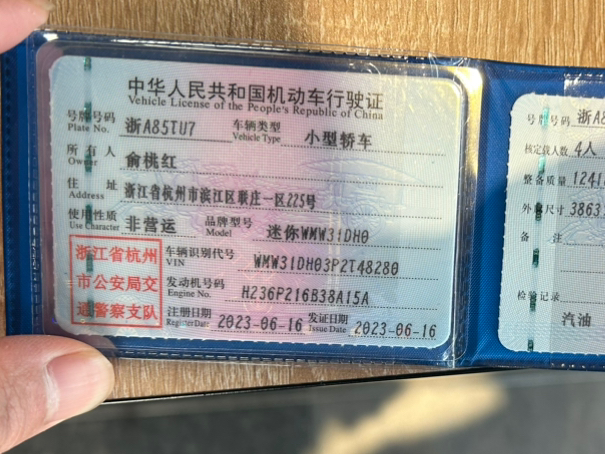 中华人民共和国机动车行驶证
Vehicle License of the People's Republic of China
号牌号码 浙A85TU7 车辆类型 小型轿车
Plate No. Vehicle Type
所有人 俞桃红
Owner
住址 浙江省杭州市滨江区联庄一区225号
Address
使用性质 非营运 品牌型号 迷你WMW31DH0
Use Character Model
浙江省杭州
市公安局交
通警察支队
车辆识别代号 WMW31DH03P2T48280
VIN
发动机号码 H236P216B38A15A
Engine No.
注册日期 2023-06-16 发证日期 2023-06-16
Register Date Issue Date
号牌号码 浙A8
核定载人数 4人
整备质量 1241
外廓尺寸 3863
备注
检验记录
汽油